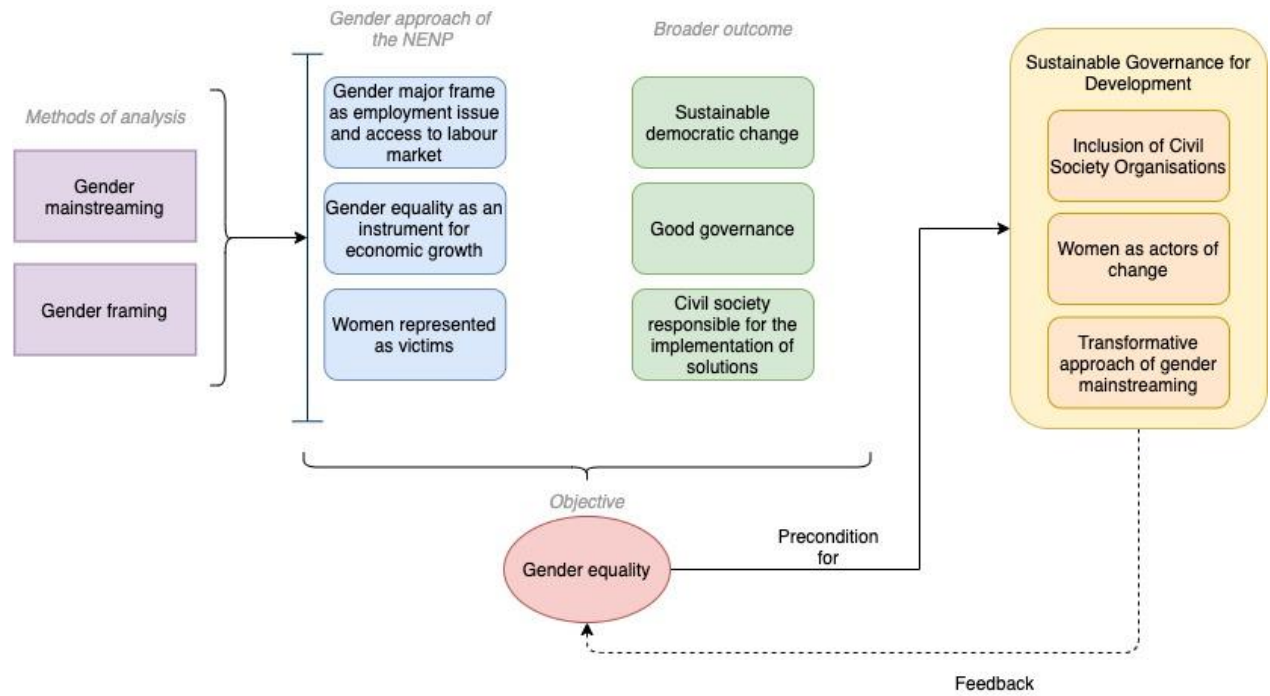 Gender approach of
the NENP
Broader outcome
Methods of analysis
Gender
mainstreaming
Gender framing
Gender major frame
as employment issue
and access to labour
market
Gender equality as an
instrument for
economic growth
Women represented
as victims
Sustainable
democratic change
Good governance
Civil society
responsible for the
implementation of
solutions
Sustainable Governance for
Development
Inclusion of Civil
Society Organisations
Women as actors of
change
Transformative
approach of gender
mainstreaming
Objective
Gender equality
Precondition
for
Feedback